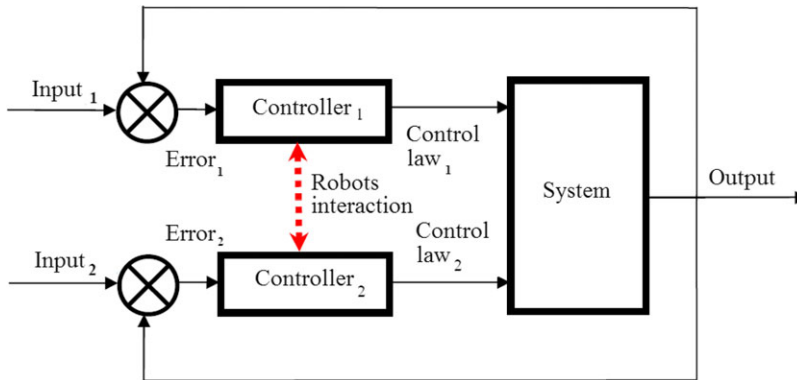 Input 1
Controller 1
Error1
Control
law 1
Robots
interaction
System
Output
Input 2
Error2
Controller 2
Control
law 2